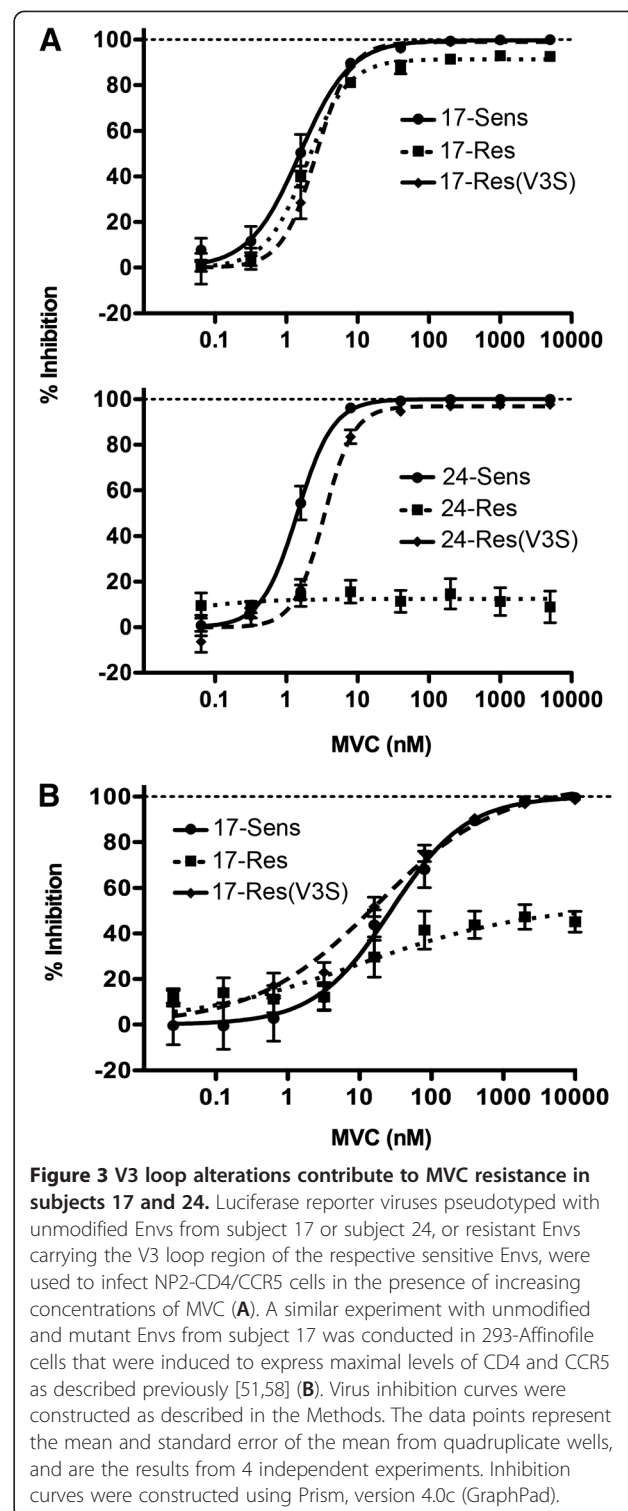 A
100
80
60
40
20
0
-20
% Inhibition
17-Sens
17-Res
17-Res(V3S)
0.1 1 10 100 1000 10000
100
80
60
40
20
0
-20
24-Sens
24-Res
24-Res(V3S)
0.1 1 10 100 1000 10000
MVC (nM)
B
100
80
60
40
20
0
-20
% Inhibition
17-Sens
17-Res
17-Res(V3S)
0.1 1 10 100 1000 10000
MVC (nM)
Figure 3 V3 loop alterations contribute to MVC resistance in
subjects 17 and 24. Luciferase reporter viruses pseudotyped with
unmodified Envs from subject 17 or subject 24, or resistant Envs
carrying the V3 loop region of the respective sensitive Envs, were
used to infect NP2-CD4/CCR5 cells in the presence of increasing
concentrations of MVC (A). A similar experiment with unmodified
and mutant Envs from subject 17 was conducted in 293-Affinofile
cells that were induced to express maximal levels of CD4 and CCR5
as described previously [51,58] (B). Virus inhibition curves were
constructed as described in the Methods. The data points represent
the mean and standard error of the mean from quadruplicate wells,
and are the results from 4 independent experiments. Inhibition
curves were constructed using Prism, version 4.0c (GraphPad).